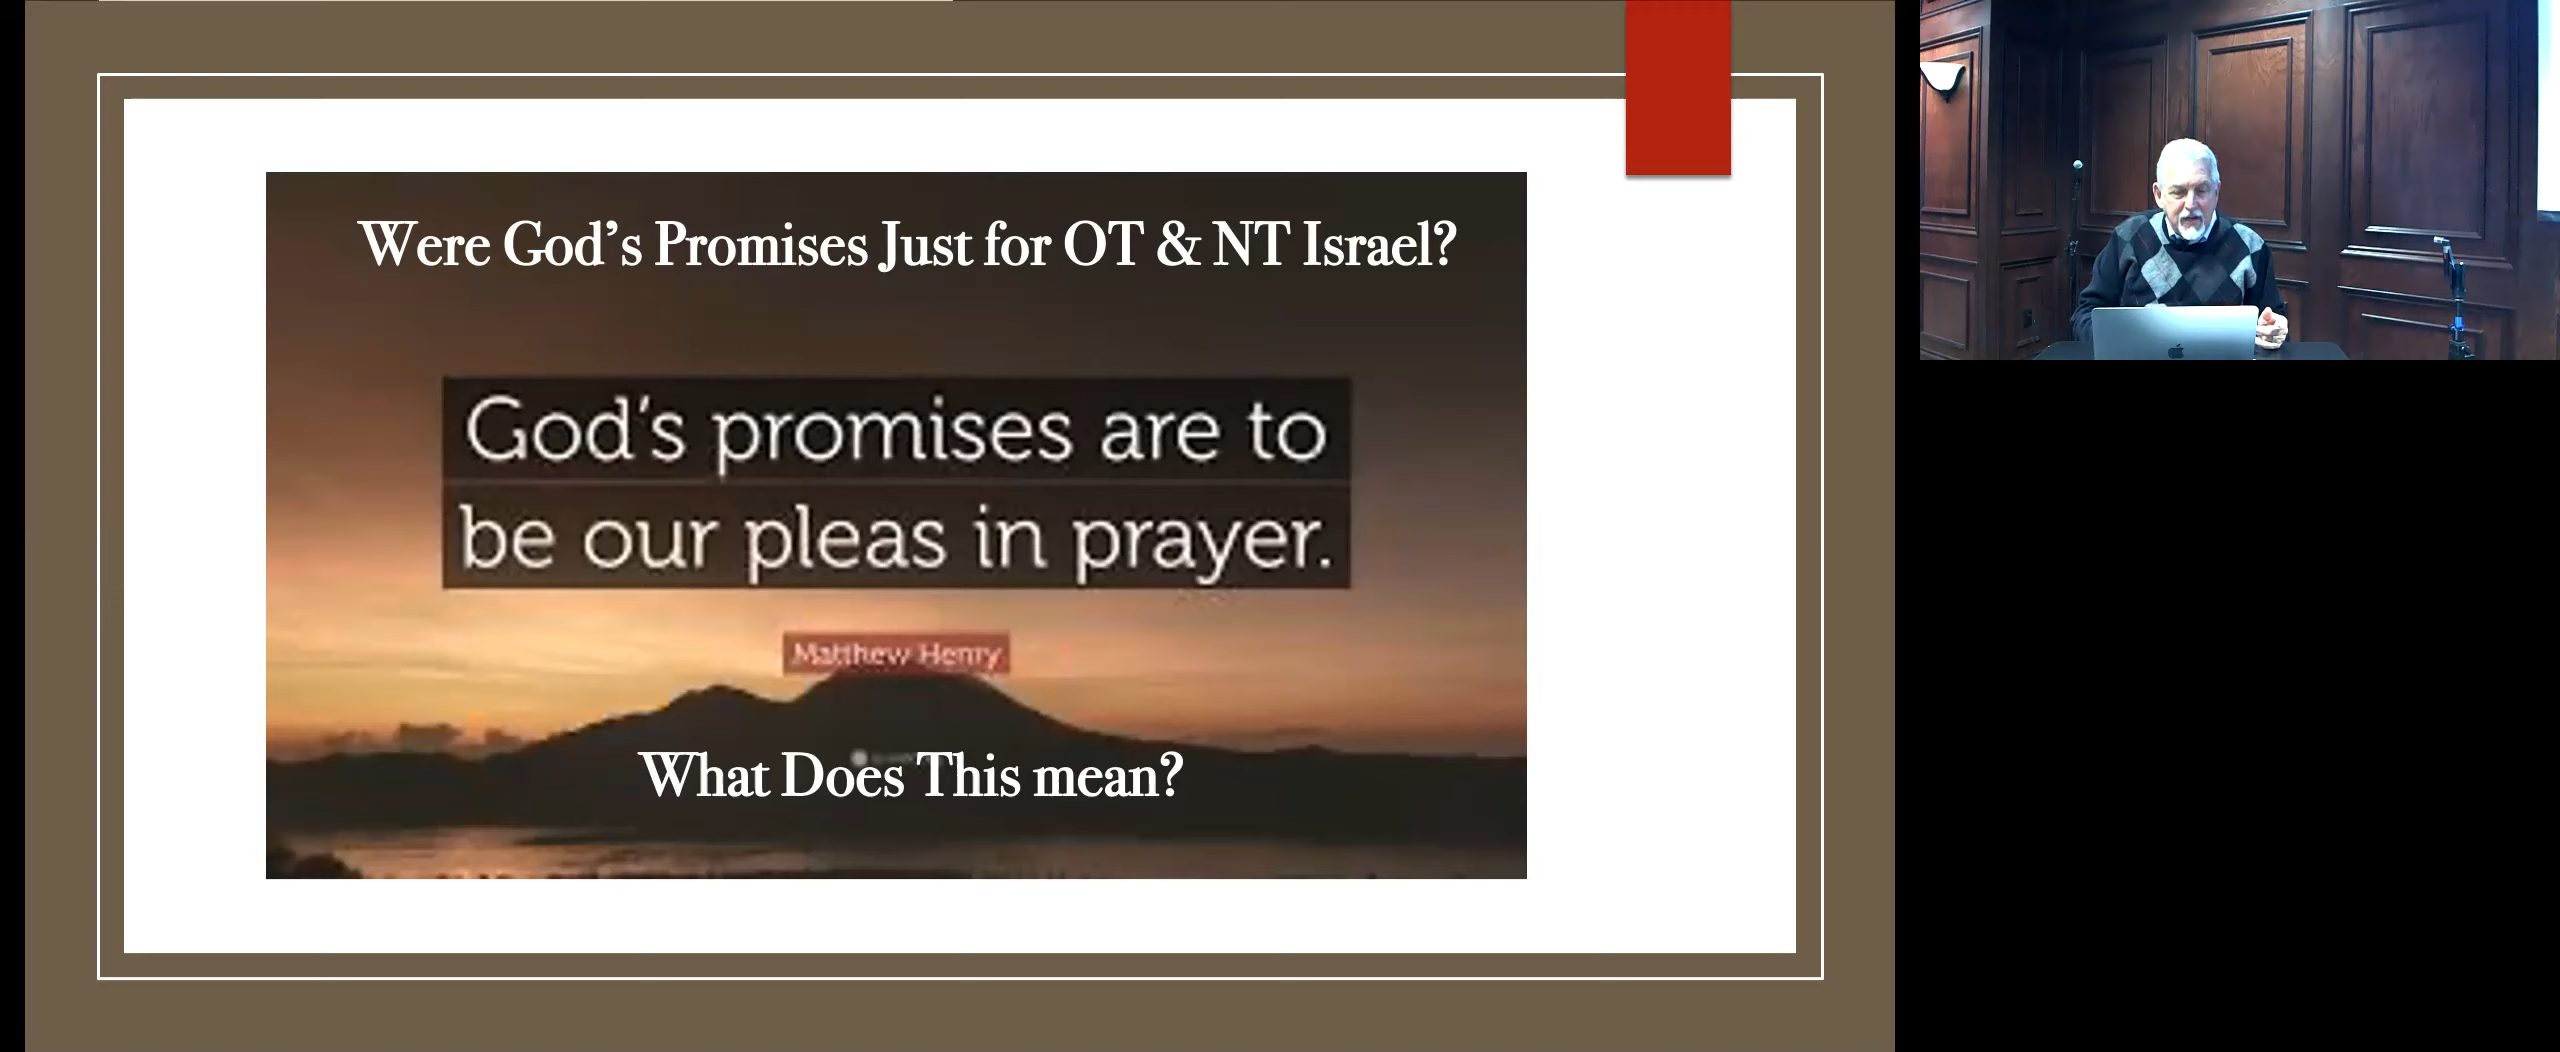 Were God's Promises Just for OT & NT Israel?
God's promises are to
be our pleas in prayer.
Matthew Henry
What Does This mean?